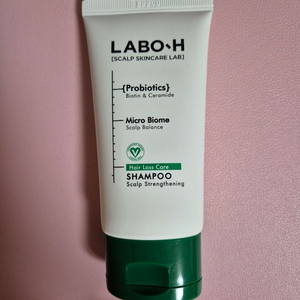 LABO-H
[SCALP SKINCARE LAB]
{Probiotics}
Biotin & Ceramide
Micro Biome
Scalp Balance
Hair Loss Care
SHAMPOO
Scalp Strengthening